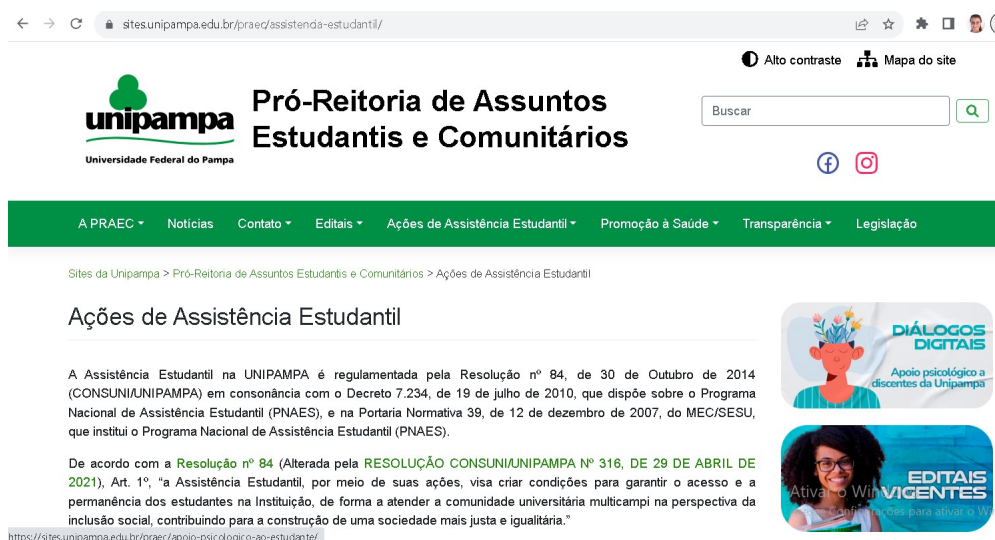 sites.unipampa.edu.br/praec/assistencia-estudantil/
Alto contraste
Mapa do site
unipampa
Universidade Federal do Pampa
Pró-Reitoria de Assuntos
Estudantis e Comunitários
Buscar
A PRAEC Notícias Contato Editais Ações de Assistência Estudantil Promoção à Saúde Transparência Legislação
Sites da Unipampa > Pró-Reitoria de Assuntos Estudantis e Comunitários > Ações de Assistência Estudantil
Ações de Assistência Estudantil
A Assistência Estudantil na UNIPAMPA é regulamentada pela Resolução nº 84, de 30 de Outubro de 2014
(CONSUNI/UNIPAMPA) em consonância com o Decreto 7.234, de 19 de julho de 2010, que dispõe sobre o Programa
Nacional de Assistência Estudantil (PNAES), e na Portaria Normativa 39, de 12 de dezembro de 2007, do MEC/SESU,
que institui o Programa Nacional de Assistência Estudantil (PNAES).
De acordo com a Resolução nº 84 (Alterada pela RESOLUÇÃO CONSUNI/UNIPAMPA Nº 316, DE 29 DE ABRIL DE
2021), Art. 1º, “a Assistência Estudantil, por meio de suas ações, visa criar condições para garantir o acesso e a
permanência dos estudantes na Instituição, de forma a atender a comunidade universitária multicampi na perspectiva da
inclusão social, contribuindo para a construção de uma sociedade mais justa e igualitária.”
DIÁLOGOS
DIGITAIS
Apoio psicológico a
discentes da Unipampa
EDITAIS
VIGENTES
Ativar o Win
para ativar o Wi
https://sites.unipampa.edu.br/praec/apoio-psicologico-ao-estudante/